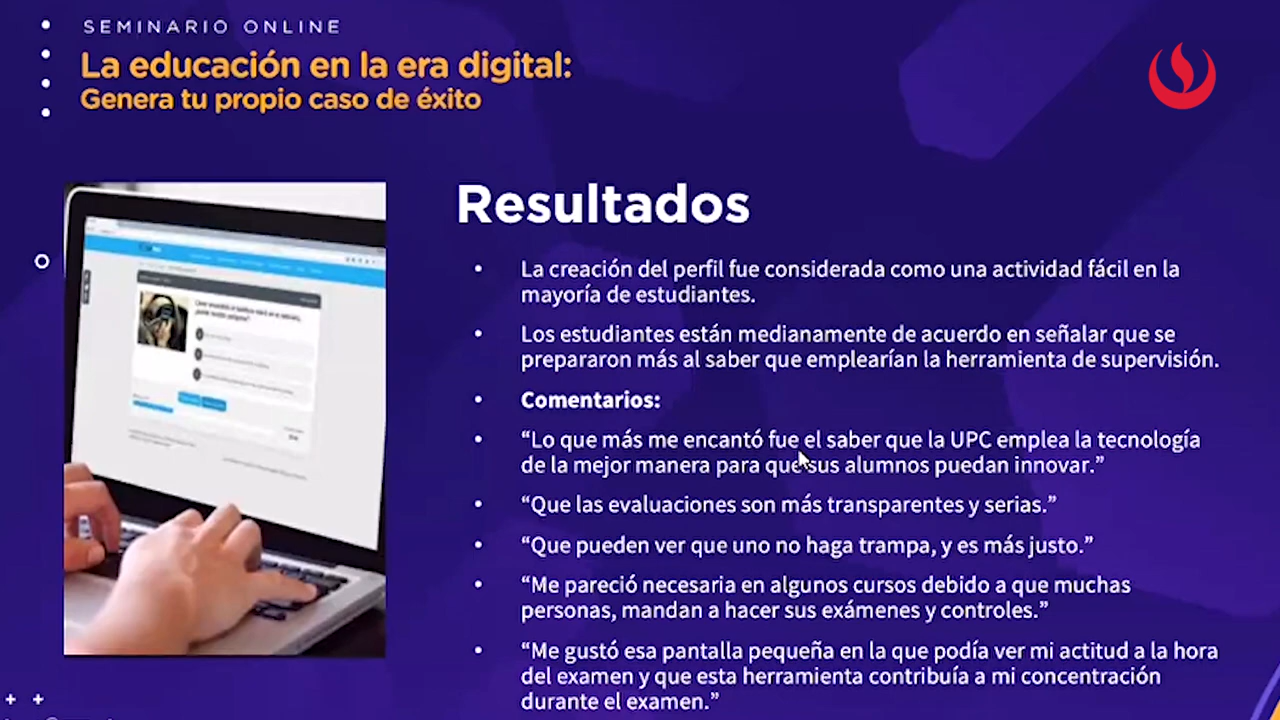 SEMINARIO ONLINE
La educación en la era digital:
Genera tu propio caso de éxito
Resultados
• La creación del perfil fue considerada como una actividad fácil en la
mayoría de estudiantes.
• Los estudiantes están medianamente de acuerdo en señalar que se
prepararon más al saber que emplearían la herramienta de supervisión.
• Comentarios:
• “Lo que más me encantó fue el saber que la UPC emplea la tecnología
de la mejor manera para que sus alumnos puedan innovar.”
• “Que las evaluaciones son más transparentes y serias.”
• “Que pueden ver que uno no haga trampa, y es más justo.”
• “Me pareció necesaria en algunos cursos debido a que muchas
personas, mandan a hacer sus exámenes y controles.”
• “Me gustó esa pantalla pequeña en la que podía ver mi actitud a la hora
del examen y que esta herramienta contribuía a mi concentración
durante el examen.”